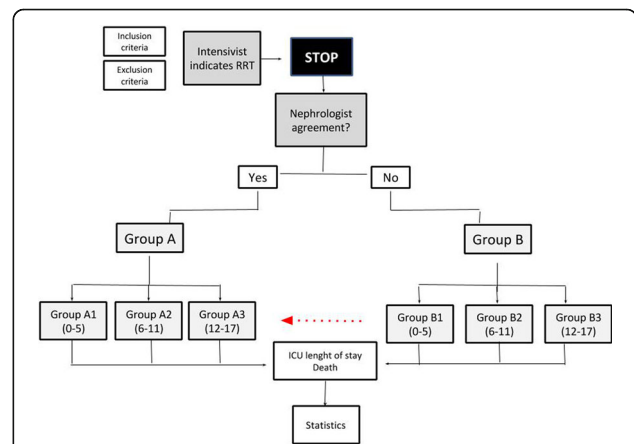 Inclusion
criteria
Exclusion
criteria
Intensivist
indicates RRT
STOP
Nephrologist
agreement?
Yes
No
Group A
Group B
Group A1
(0-5)
Group A2
(6-11)
Group A3
(12-17)
Group B1
(0-5)
Group B2
(6-11)
Group B3
(12-17)
ICU lenght of stay
Death
Statistics